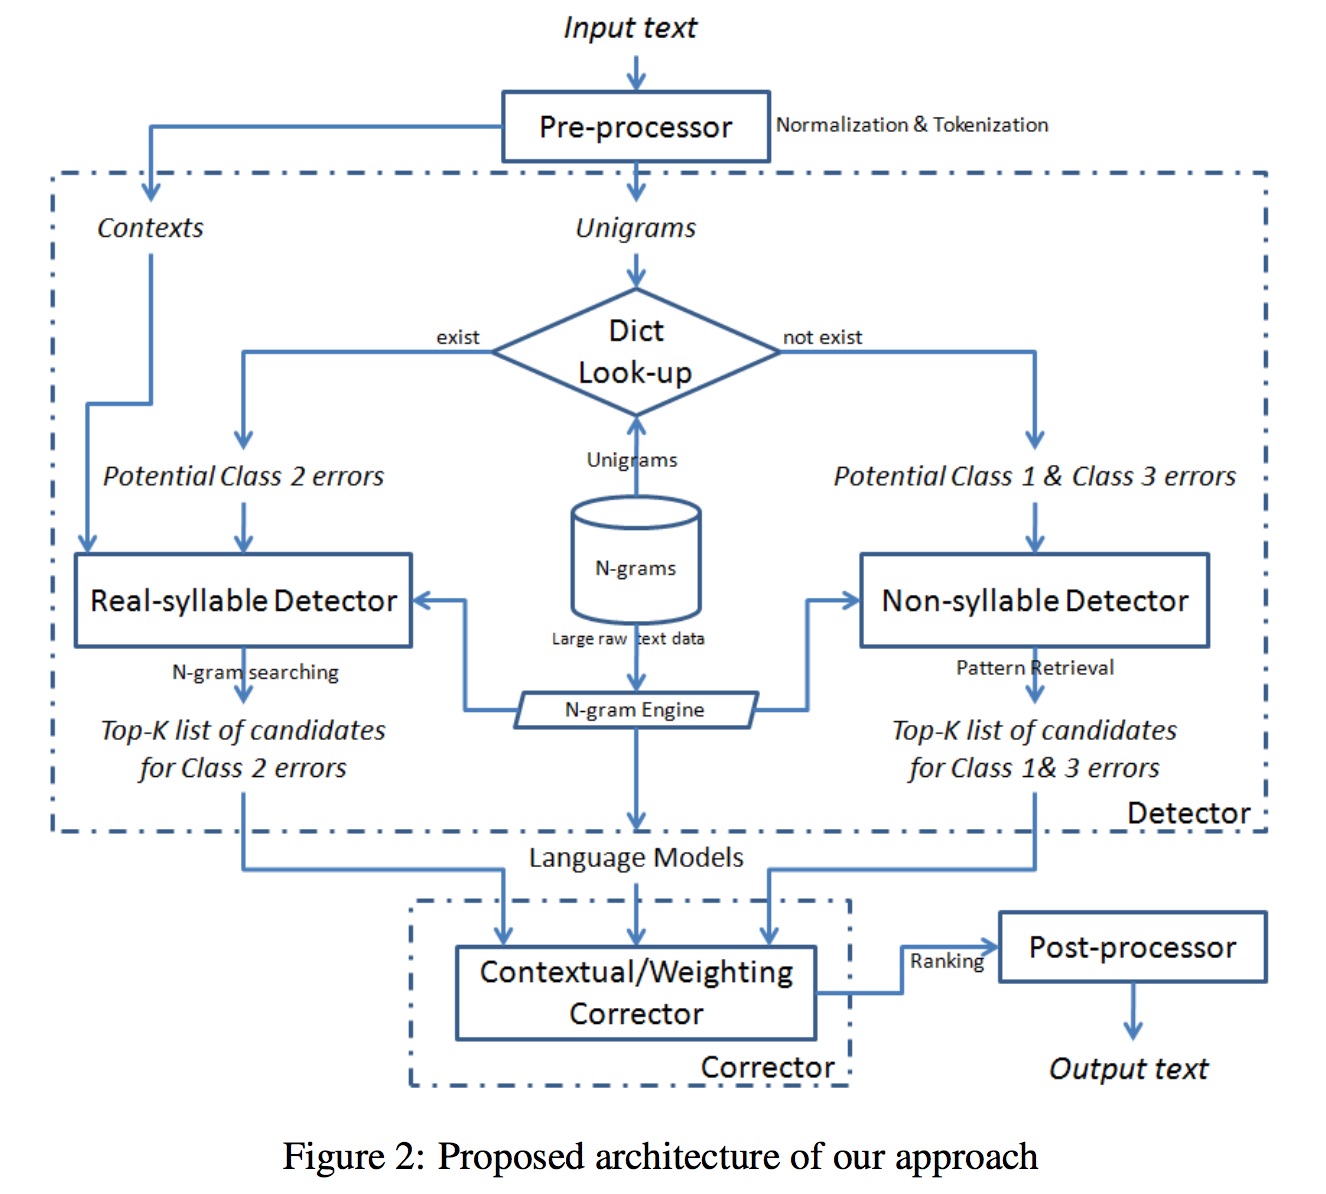 Input text
Pre-processor
Normalization & Tokenization
Contexts
Unigrams
Dict
Look-up
exist
not exist
Unigrams
Potential Class 2 errors
Potential Class 1 & Class 3 errors
N-grams
Real-syllable Detector
Non-syllable Detector
Large raw text data
N-gram searching
Pattern Retrieval
N-gram Engine
Top-K list of candidates
for Class 2 errors
Top-K list of candidates
for Class 1& 3 errors
Detector
Language Models
Contextual/Weighting
Corrector
Corrector
Ranking
Post-processor
Output text
Figure 2: Proposed architecture of our approach